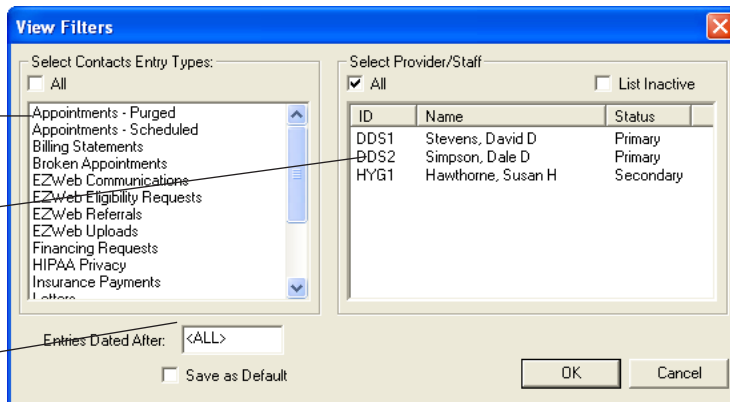 View Filters
Select Contacts Entry Types:
All
Appointments - Purged
Appointments - Scheduled
Billing Statements
Broken Appointments
EZWeb Communications
EZWeb Eligibility Requests
EZWeb Referrals
EZWeb Uploads
Financing Requests
HIPAA Privacy
Insurance Payments
Letters
Entries Dated After: <ALL>
Save as Default
Select Provider/Staff
All List Inactive
ID Name Status
DDS1 Stevens, David D Primary
DDS2 Simpson, Dale D Primary
HYG1 Hawthorne, Susan H Secondary
OK Cancel